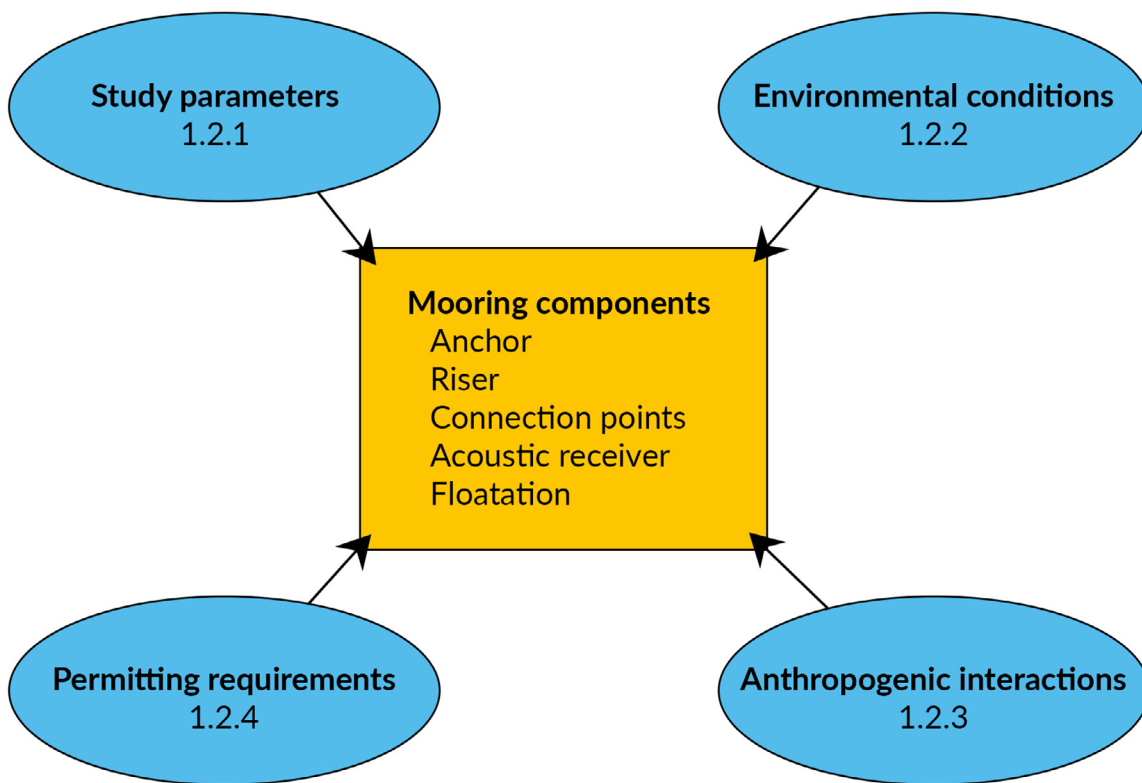 Study parameters
1.2.1
Environmental conditions
1.2.2
Mooring components
Anchor
Riser
Connection points
Acoustic receiver
Floatation
Permitting requirements
1.2.4
Anthropogenic interactions
1.2.3